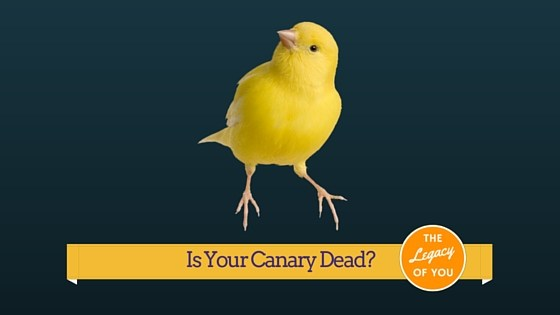 Is Your Canary Dead?
THE
Legacy
OF YOU